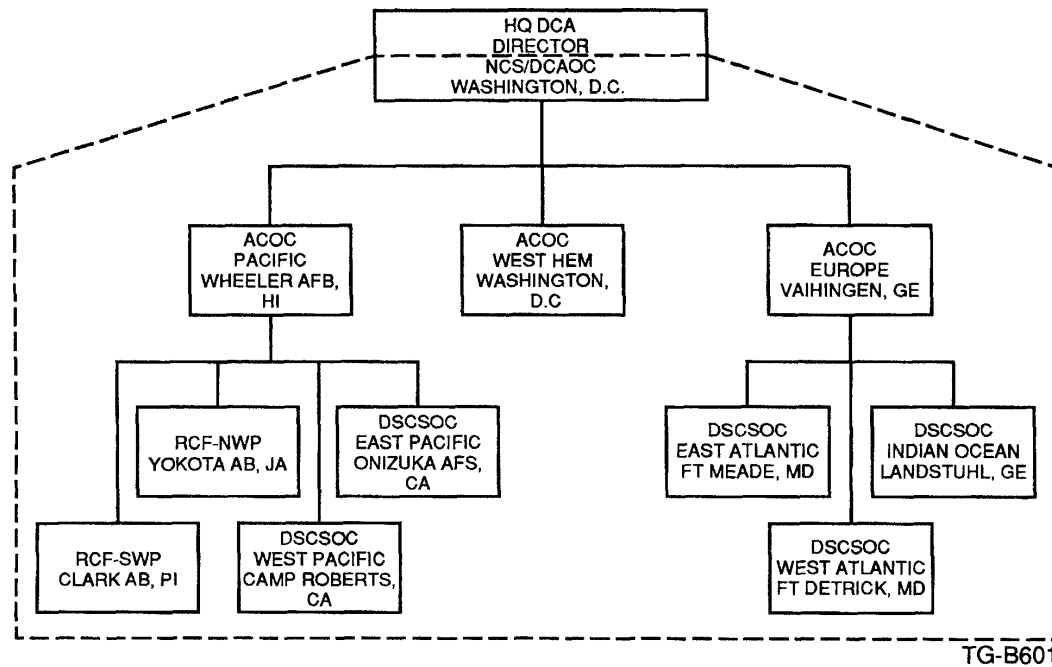 HQ DCA
DIRECTOR
NCS/DCAOC
WASHINGTON, D.C.
ACOC
PACIFIC
WHEELER AFB,
HI
ACOC
WEST HEM
WASHINGTON,
D.C
ACOC
EUROPE
VAIHINGEN, GE
RCF-NWP
YOKOTA AB, JA
DSCSOC
EAST PACIFIC
ONIZUKA AFS,
CA
DSCSOC
EAST ATLANTIC
FT MEADE, MD
DSCSOC
INDIAN OCEAN
LANDSTUHL, GE
RCF-SWP
CLARK AB, PI
DSCSOC
WEST PACIFIC
CAMP ROBERTS,
CA
DSCSOC
WEST ATLANTIC
FT DETRICK, MD
TG-B601